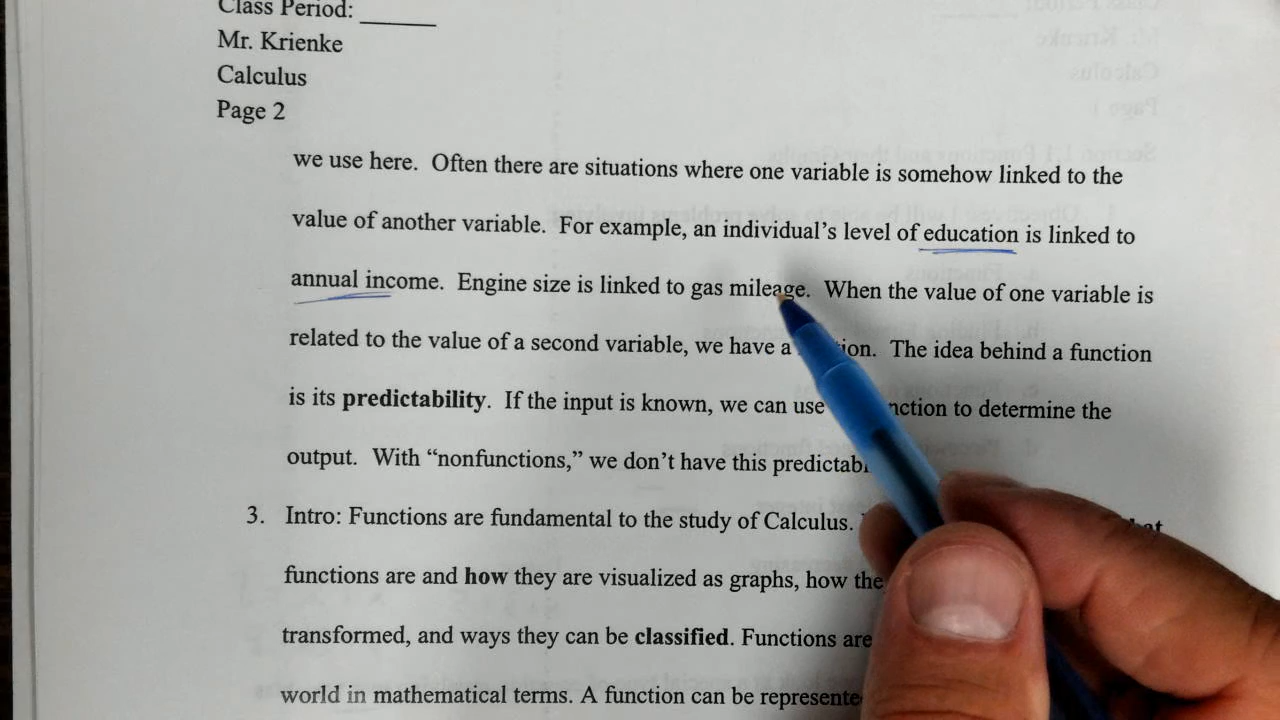 Class Period: ______
Mr. Krienke
Calculus
Page 2
we use here. Often there are situations where one variable is somehow linked to the
value of another variable. For example, an individual’s level of education is linked to
annual income. Engine size is linked to gas mileage. When the value of one variable is
related to the value of a second variable, we have a The idea behind a function
is its predictability. If the input is known, we can use to determine the
output. With “nonfunctions,” we don’t have this
3. Intro: Functions are fundamental to the study of Calculus.
functions are and how they are visualized as graphs, how
transformed, and ways they can be classified. Functions are
world in mathematical terms. A function can be